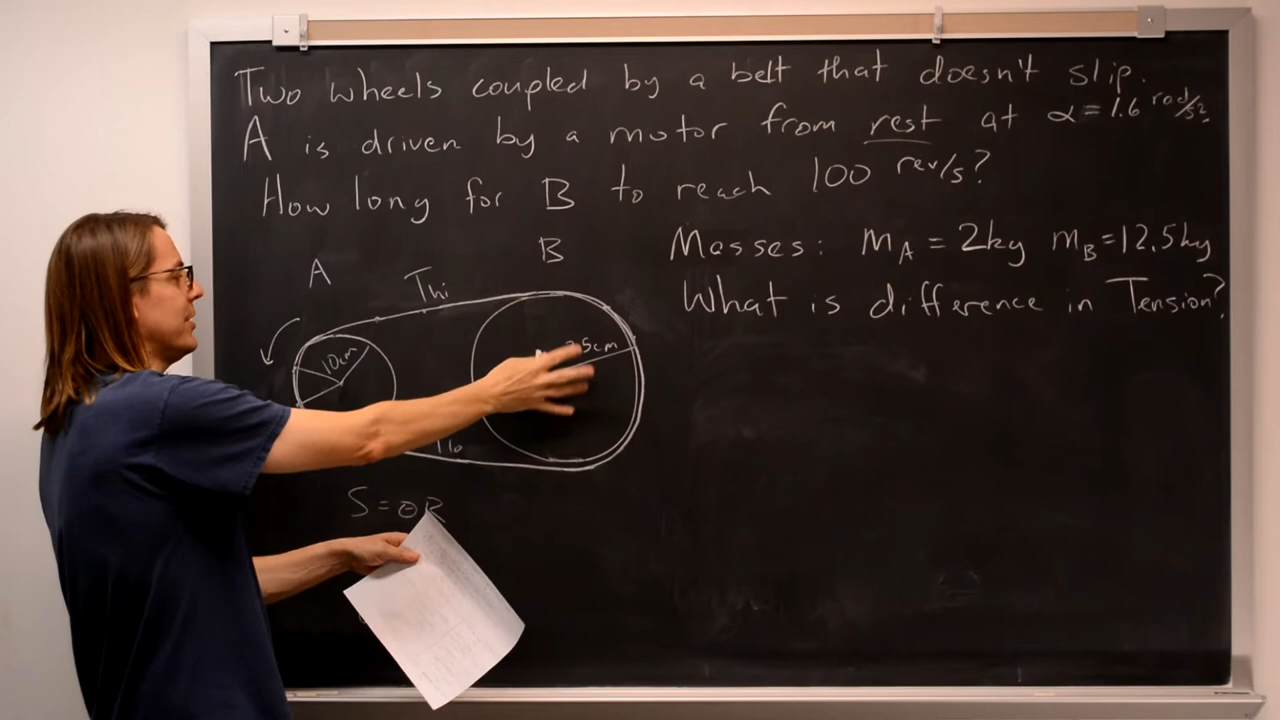 Two wheels coupled by a belt that doesn't slip.
A is driven by a motor from rest at α = 1.6 rad/s².
How long for B to reach 100 rev/s?
Masses: mA = 2kg mB = 12.5kg
What is difference in Tension?
A
B
Thi
10cm
5cm
S = θR